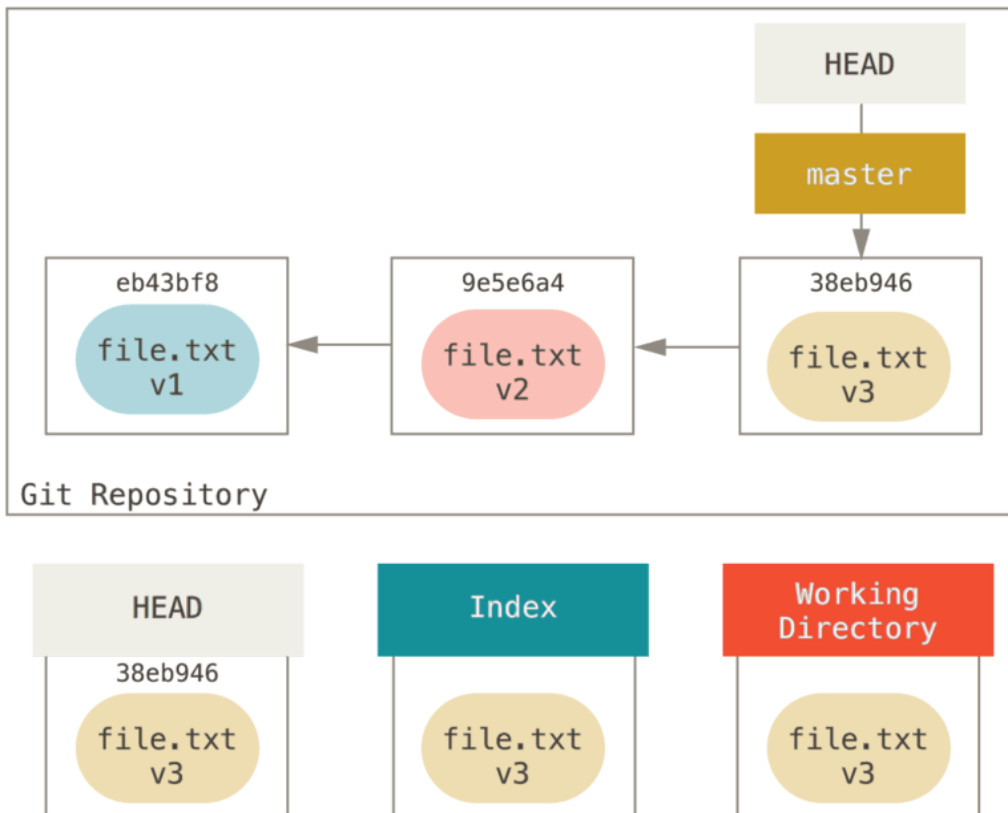 HEAD
master
eb43bf8
file.txt
v1
9e5e6a4
file.txt
v2
38eb946
file.txt
v3
Git Repository
HEAD
38eb946
file.txt
v3
Index
file.txt
v3
Working
Directory
file.txt
v3